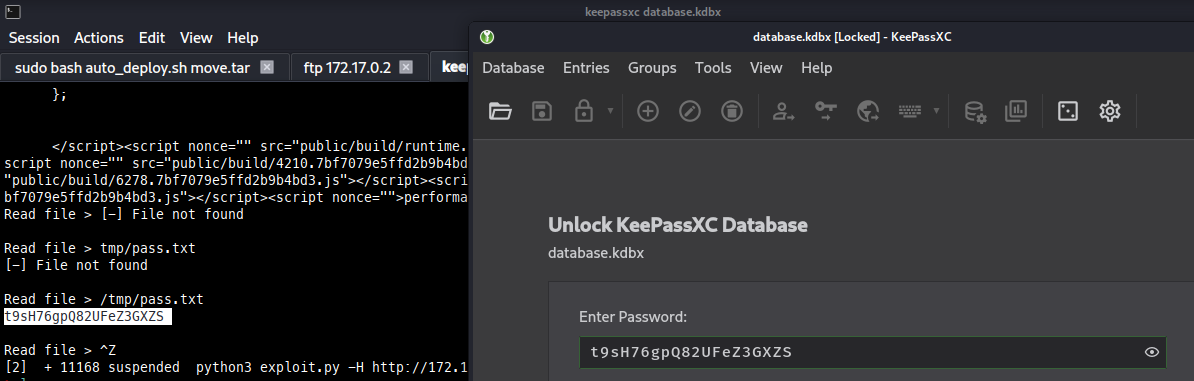 keepassxc database.kdbx
Session Actions Edit View Help
sudo bash auto_deploy.sh move.tar
ftp 172.17.0.2
keep
};
</script><script nonce="" src="public/build/runtime.
script nonce="" src="public/build/4210.7bf7079e5ffd2b9b4bd
"public/build/6278.7bf7079e5ffd2b9b4bd3.js"></script><scri
bf7079e5ffd2b9b4bd3.js"></script><script nonce="">performa
Read file > [-] File not found
Read file > tmp/pass.txt
[-] File not found
Read file > /tmp/pass.txt
t9sH76gpQ82UFeZ3GXZS
Read file > ^Z
[2] + 11168 suspended python3 exploit.py -H http://172.1
database.kdbx [Locked] - KeePassXC
Database Entries Groups Tools View Help
Unlock KeePassXC Database
database.kdbx
Enter Password:
t9sH76gpQ82UFeZ3GXZS